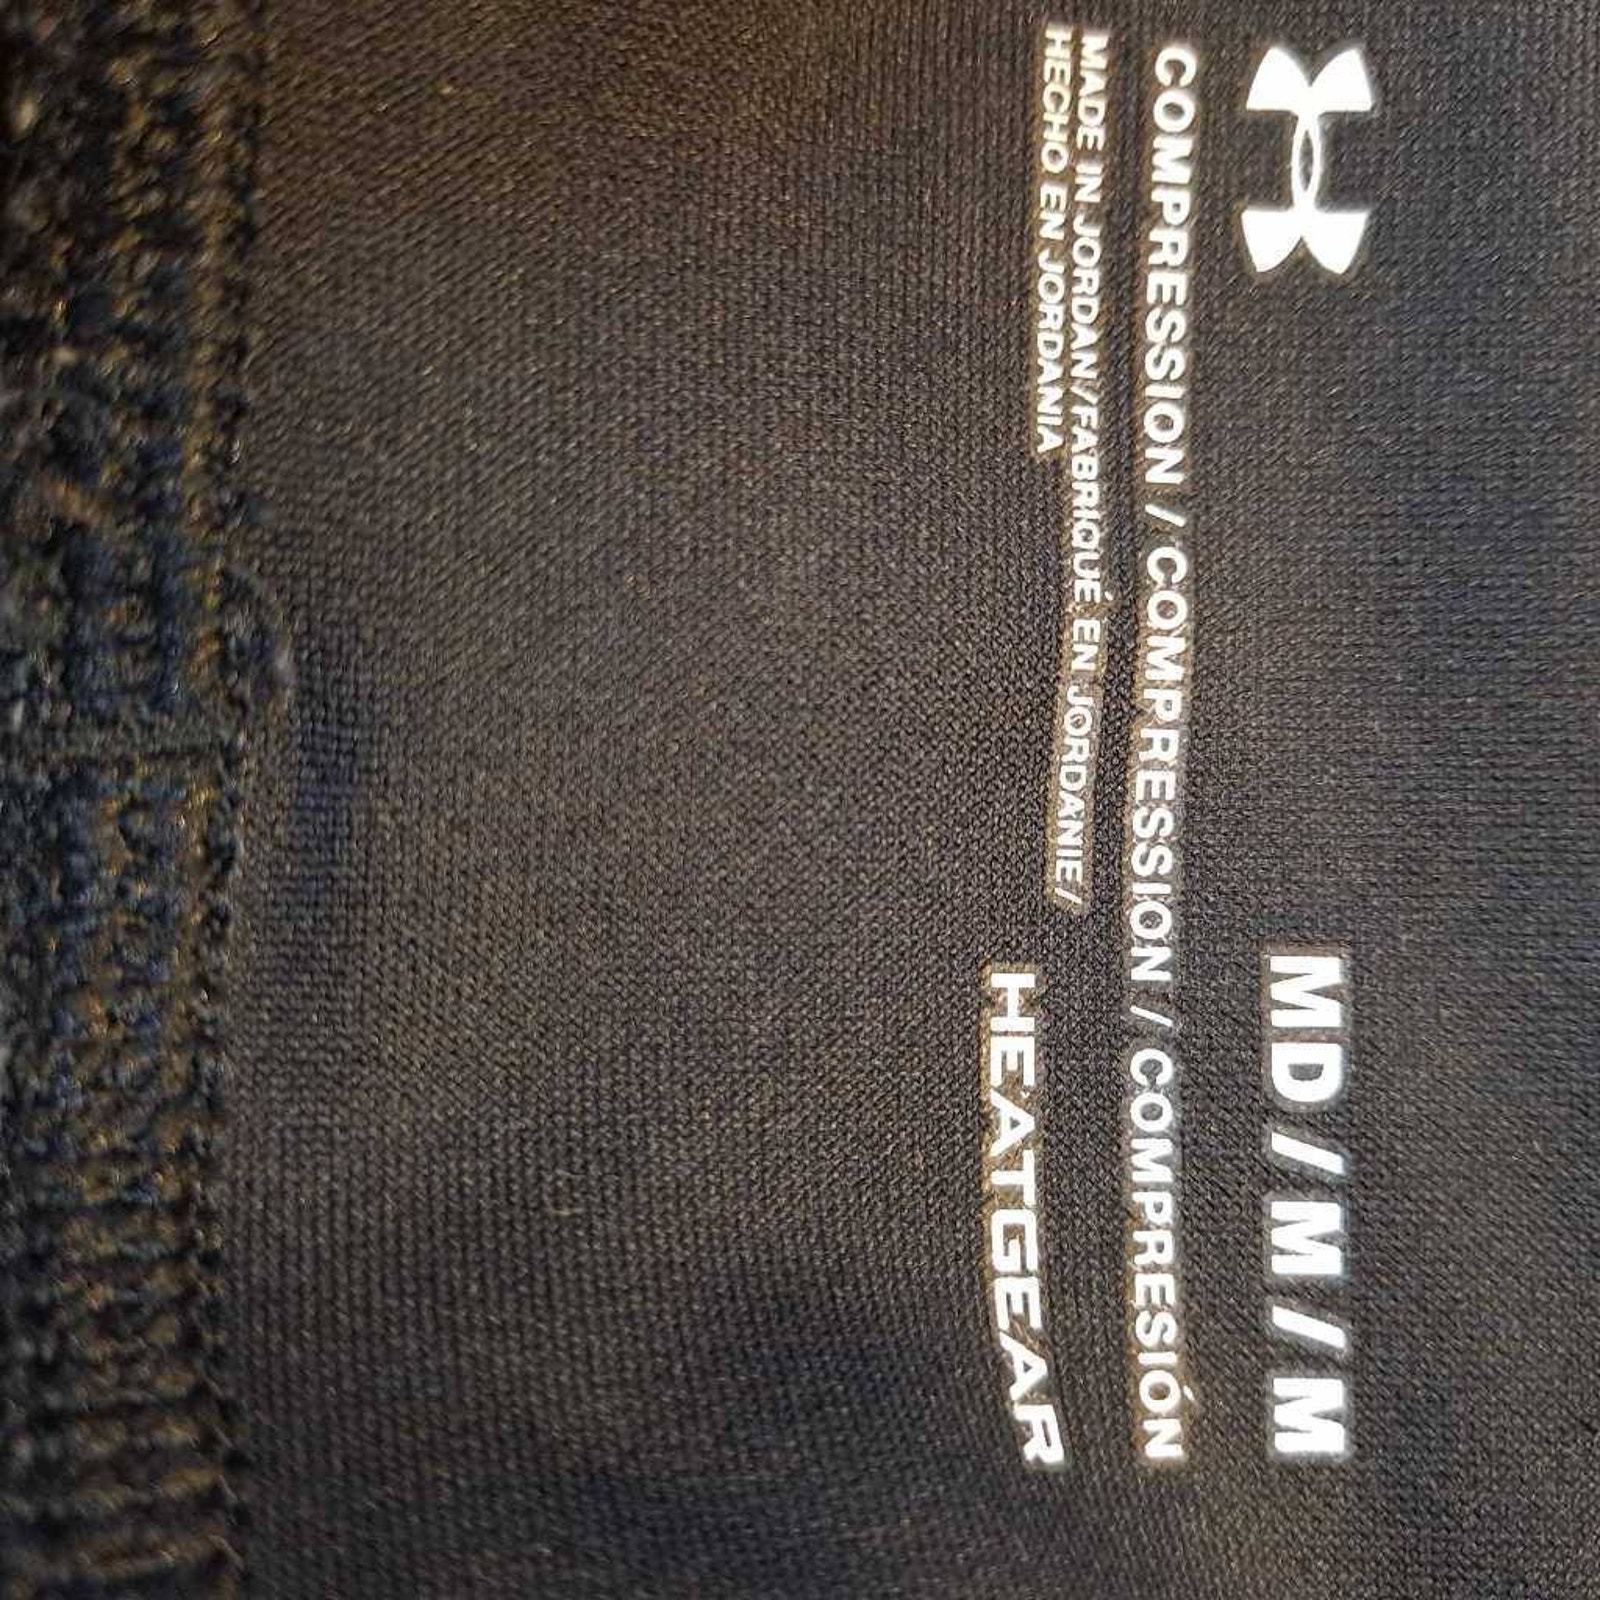 MD / M / M
COMPRESSION / COMPRESSION / COMPRESIÓN
MADE IN JORDAN/FABRIQUÉ EN JORDANIE/
HECHO EN JORDANIA
HEATGEAR